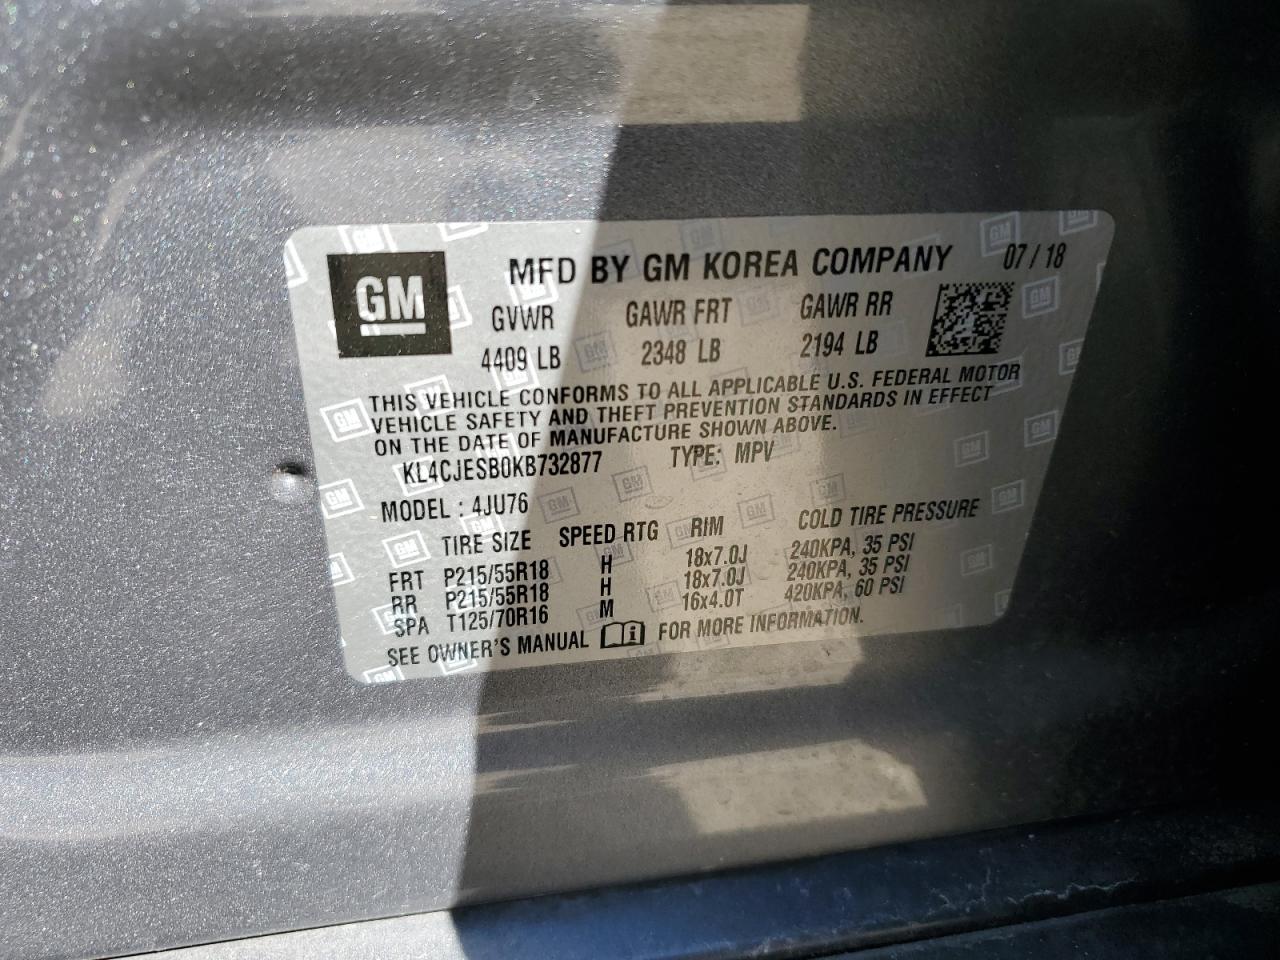 GM
MFD BY GM KOREA COMPANY 07 / 18
GVWR GAWR FRT GAWR RR
4409 LB 2348 LB 2194 LB
THIS VEHICLE CONFORMS TO ALL APPLICABLE U.S. FEDERAL MOTOR
VEHICLE SAFETY AND THEFT PREVENTION STANDARDS IN EFFECT
ON THE DATE OF MANUFACTURE SHOWN ABOVE.
KL4CJESB0KB732877 TYPE: MPV
MODEL : 4JU76
TIRE SIZE SPEED RTG RIM COLD TIRE PRESSURE
FRT P215/55R18 H 18x7.0J 240KPA, 35 PSI
RR P215/55R18 H 18x7.0J 240KPA, 35 PSI
SPA T125/70R16 M 16x4.0T 420KPA, 60 PSI
SEE OWNER'S MANUAL FOR MORE INFORMATION.